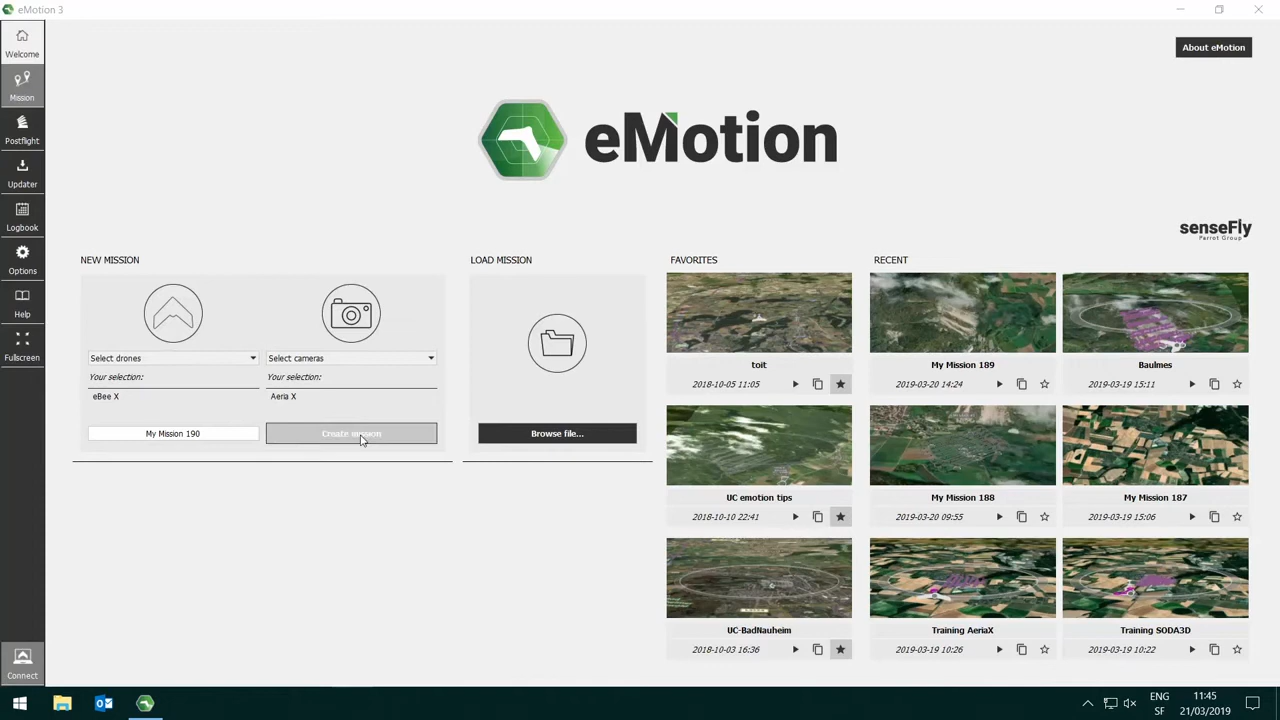 eMotion 3
Welcome
About eMotion
Mission
eMotion
Postflight
Updater
Logbook
senseFly
Parrot Group
Options
NEW MISSION
LOAD MISSION
FAVORITES
RECENT
Help
Fullscreen
Select drones
Select cameras
Your selection:
Your selection:
eBee X
Aeria X
My Mission 190
Create mission
Browse file...
toit
My Mission 189
Baulmes
2018-10-05 11:05
2019-03-20 14:24
2019-03-19 15:11
UC emotion tips
My Mission 188
My Mission 187
2018-10-10 22:41
2019-03-20 09:55
2019-03-19 15:06
UC-BadNauheim
Training AeriaX
Training SODA3D
2018-10-03 16:36
2019-03-19 10:26
2019-03-19 10:22
Connect
ENG
SF
11:45
21/03/2019